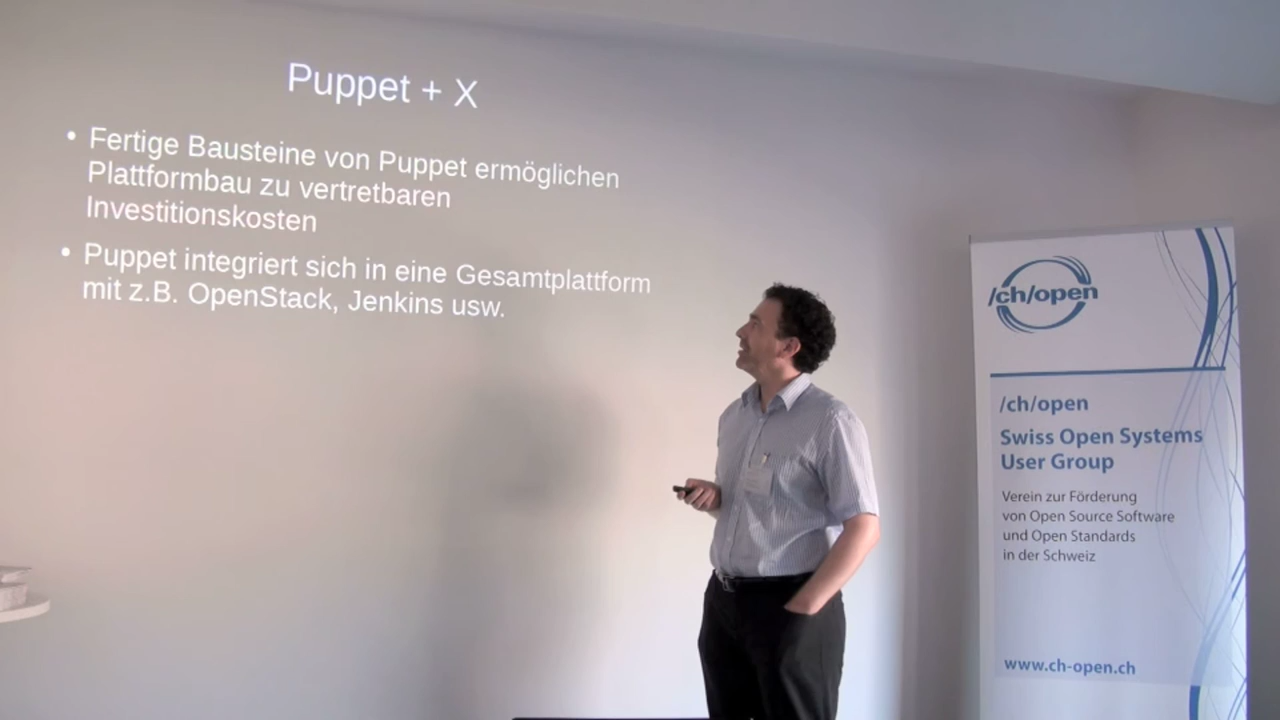 Puppet + X
• Fertige Bausteine von Puppet ermöglichen
Plattformbau zu vertretbaren
Investitionskosten
• Puppet integriert sich in eine Gesamtplattform
mit z.B. OpenStack, Jenkins usw.
/ch/open
/ch/open
Swiss Open Systems
User Group
Verein zur Förderung
von Open Source Software
und Open Standards
in der Schweiz
www.ch-open.ch